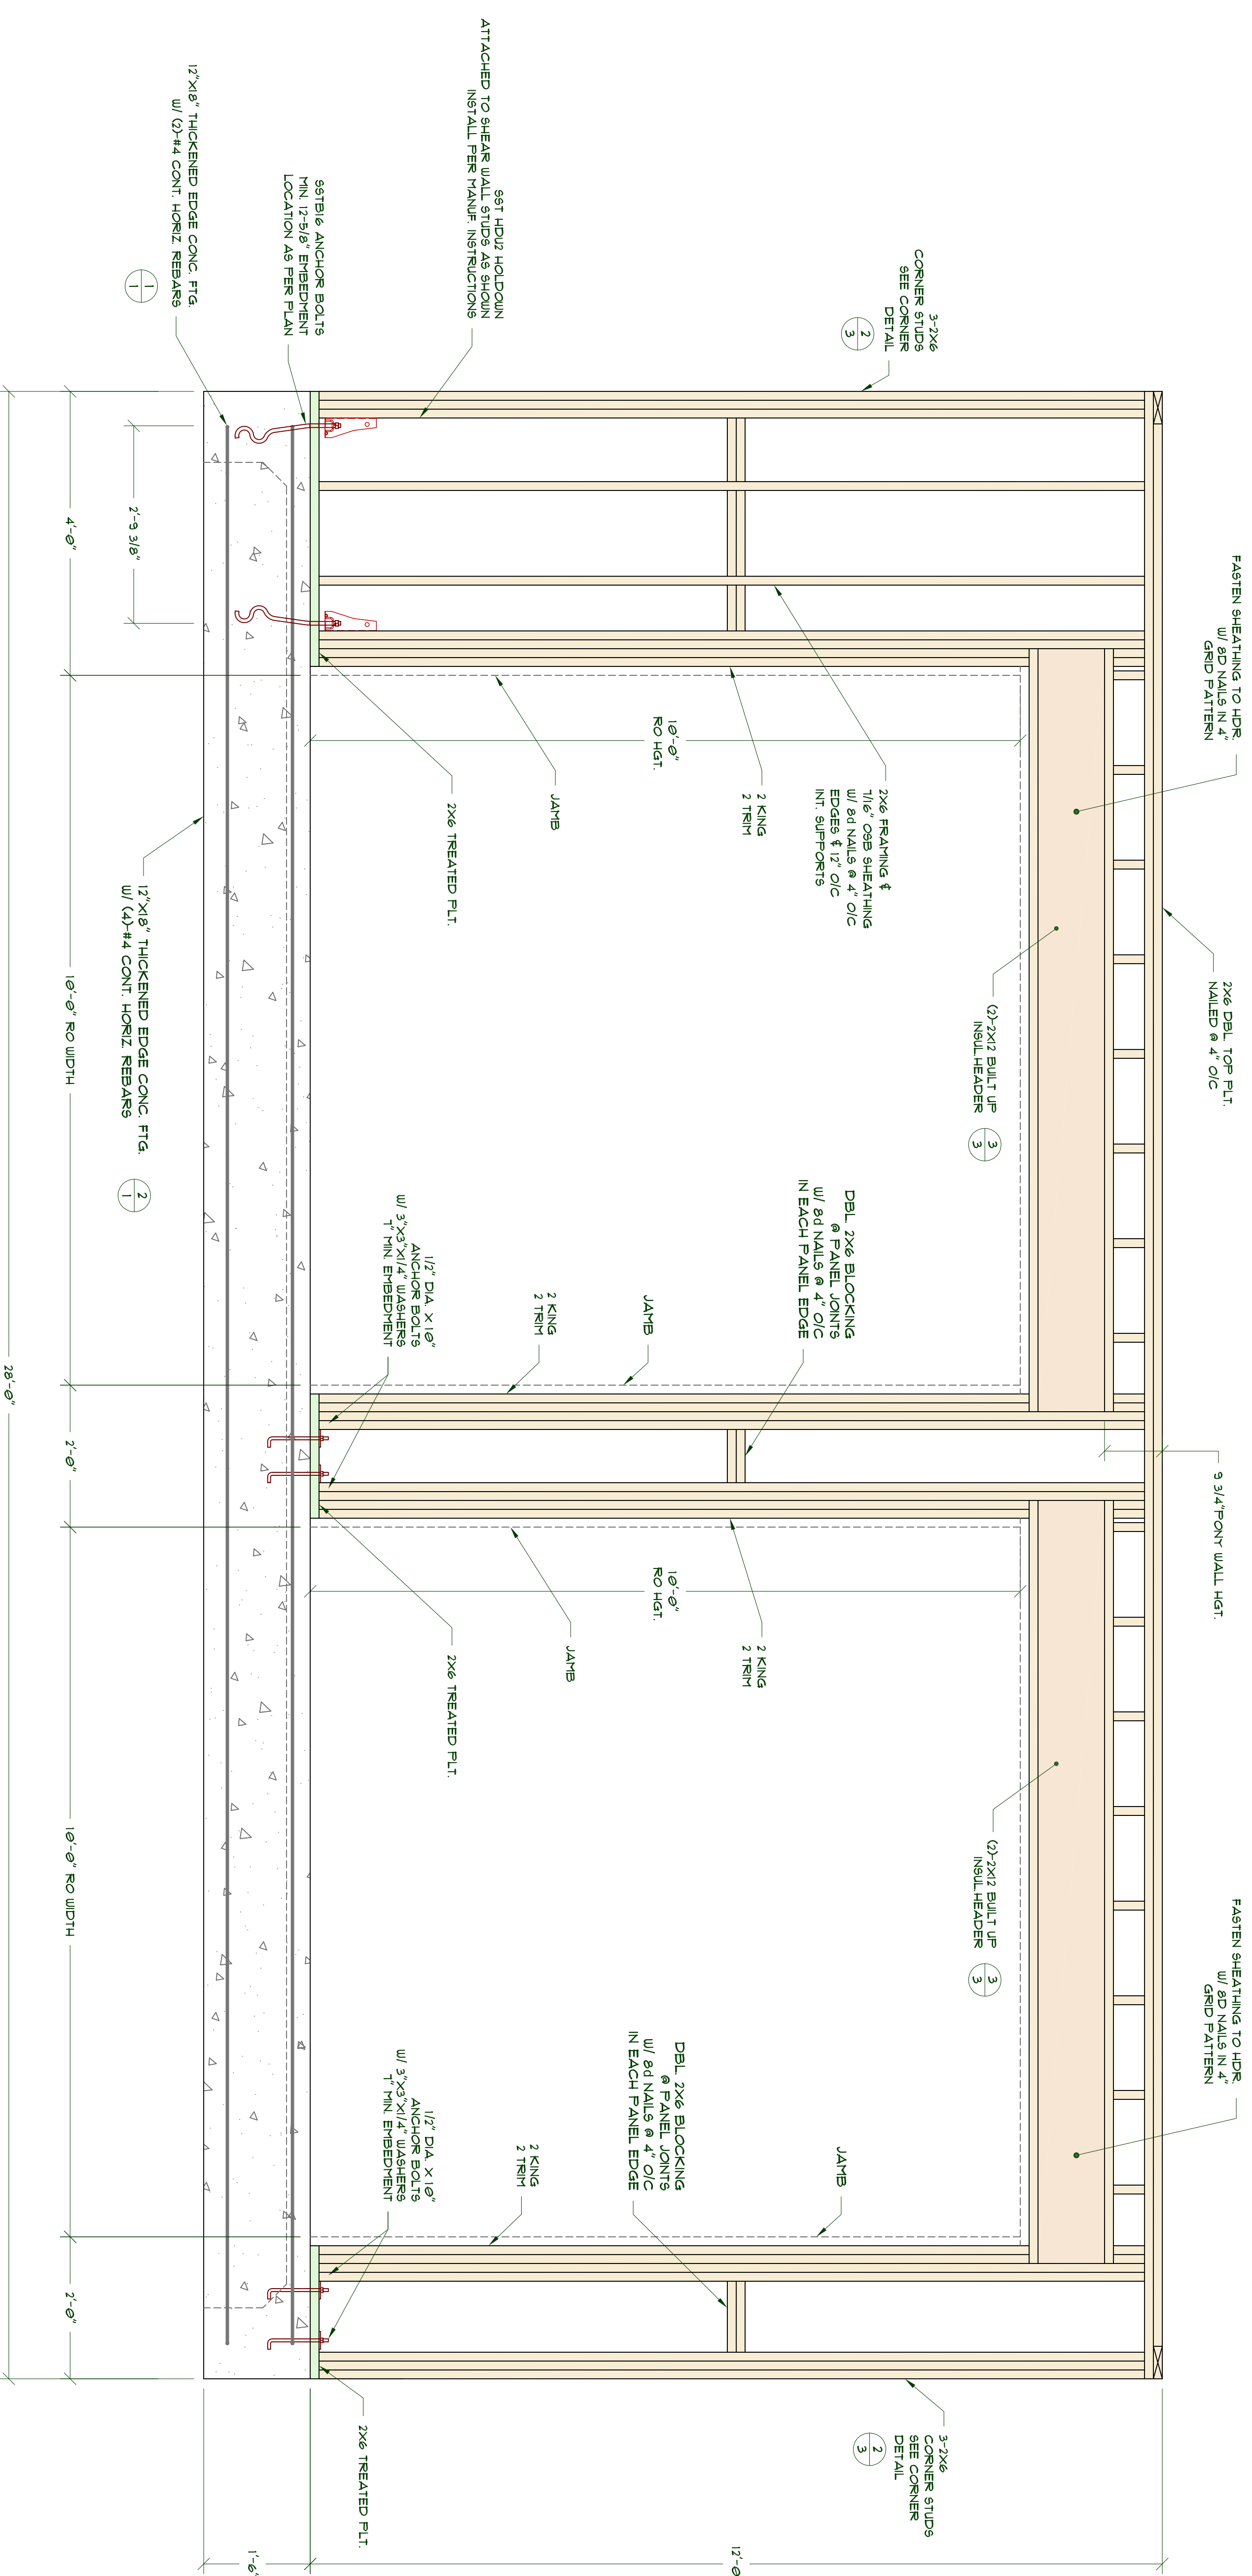 FASTEN SHEATHING TO HDR.
W/ 8D NAILS IN 4"
GRID PATTERN
2X6 DBL. TOP PLT.
NAILED @ 4" O/C
9 3/4"PONY WALL HGT.
FASTEN SHEATHING TO HDR.
W/ 8D NAILS IN 4"
GRID PATTERN
3-2X6
CORNER STUDS
SEE CORNER
DETAIL
2
3
(2)-2X12 BUILT UP
INSUL.HEADER
3
3
(2)-2X12 BUILT UP
INSUL.HEADER
3
3
3-2X6
CORNER STUDS
SEE CORNER
DETAIL
2
3
2X6 FRAMING &
7/16" OSB SHEATHING
W/ 8d NAILS @ 4" O/C
EDGES & 12" O/C
INT. SUPPORTS
DBL 2X6 BLOCKING
@ PANEL JOINTS
W/ 8d NAILS @ 4" O/C
IN EACH PANEL EDGE
JAMB
2 KING
2 TRIM
2 KING
2 TRIM
10'-0"
RO HGT.
10'-0"
RO HGT.
JAMB
DBL 2X6 BLOCKING
@ PANEL JOINTS
W/ 8d NAILS @ 4" O/C
IN EACH PANEL EDGE
JAMB
JAMB
2 KING
2 TRIM
2 KING
2 TRIM
SST HDU2 HOLDOWN
ATTACHED TO SHEAR WALL STUDS AS SHOWN
INSTALL PER MANUF. INSTRUCTIONS
2X6 TREATED PLT.
1/2" DIA. X 10"
ANCHOR BOLTS
W/ 3"X3"X1/4" WASHERS
7" MIN. EMBEDMENT
2X6 TREATED PLT.
1/2" DIA. X 10"
ANCHOR BOLTS
W/ 3"X3"X1/4" WASHERS
7" MIN. EMBEDMENT
2X6 TREATED PLT.
SSTB16 ANCHOR BOLTS
MIN. 12-5/8" EMBEDMENT
LOCATION AS PER PLAN
12"X18" THICKENED EDGE CONC. FTG.
W/ (2)-#4 CONT. HORIZ. REBARS
1
1
2'-9 3/8"
12"X18" THICKENED EDGE CONC. FTG.
W/ (4)-#4 CONT. HORIZ. REBARS
2
1
4'-0"
10'-0" RO WIDTH
2'-0"
10'-0" RO WIDTH
2'-0"
28'-0"